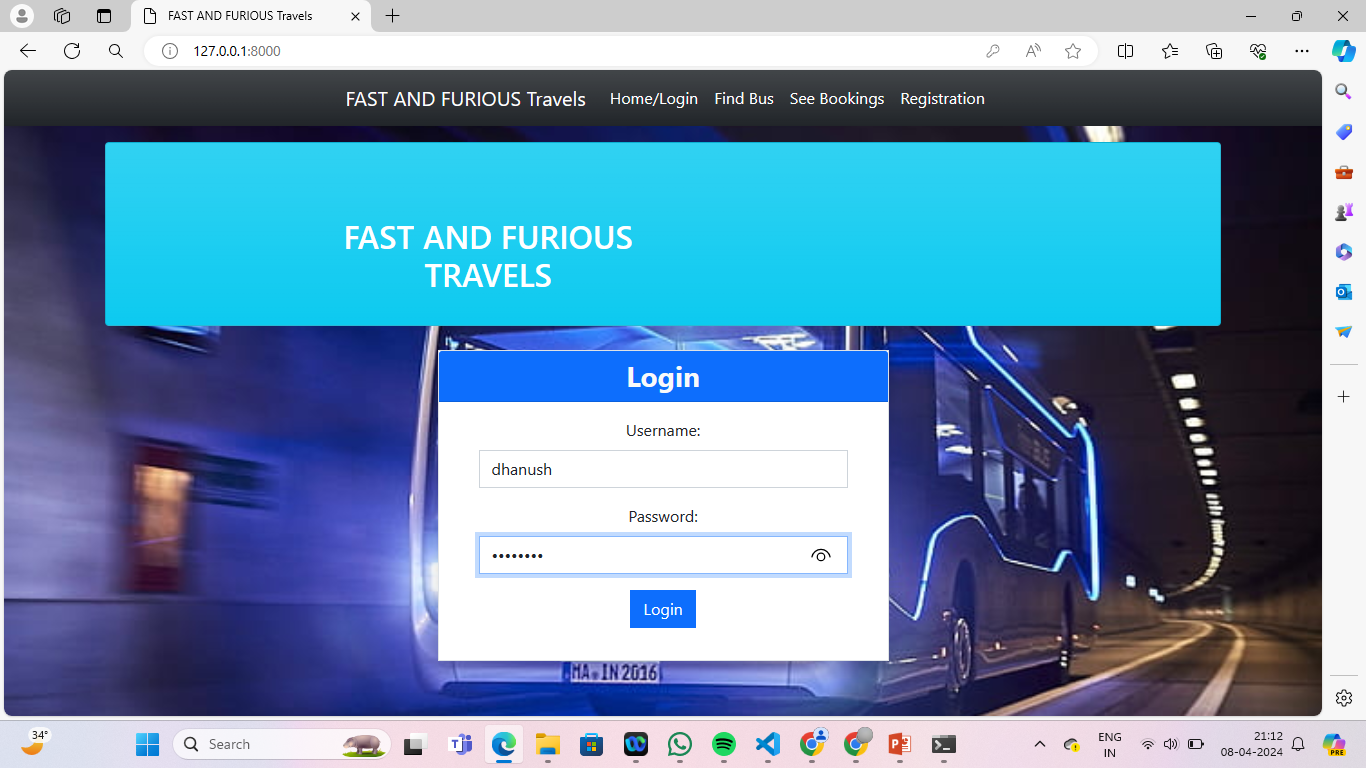 FAST AND FURIOUS Travels
127.0.0.1:8000
FAST AND FURIOUS Travels Home/Login Find Bus See Bookings Registration
FAST AND FURIOUS
TRAVELS
Login
Username:
dhanush
Password:
••••••••
Login
BUS
MA IN 2016
34°
Search
ENG
IN
21:12
08-04-2024
PRE